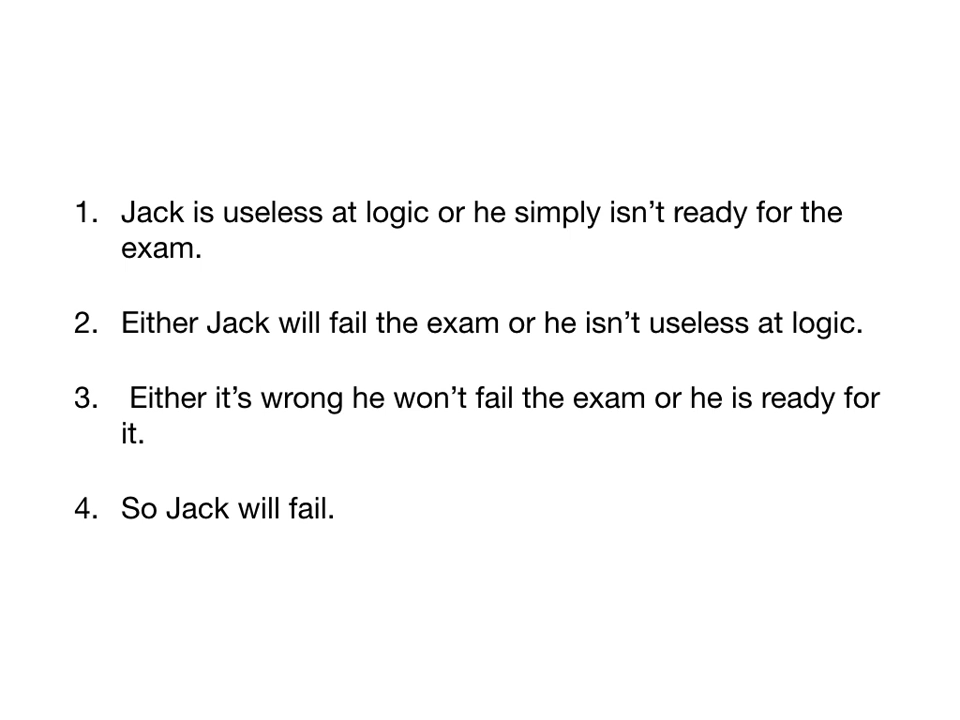 1. Jack is useless at logic or he simply isn’t ready for the
exam.
2. Either Jack will fail the exam or he isn’t useless at logic.
3. Either it’s wrong he won’t fail the exam or he is ready for
it.
4. So Jack will fail.